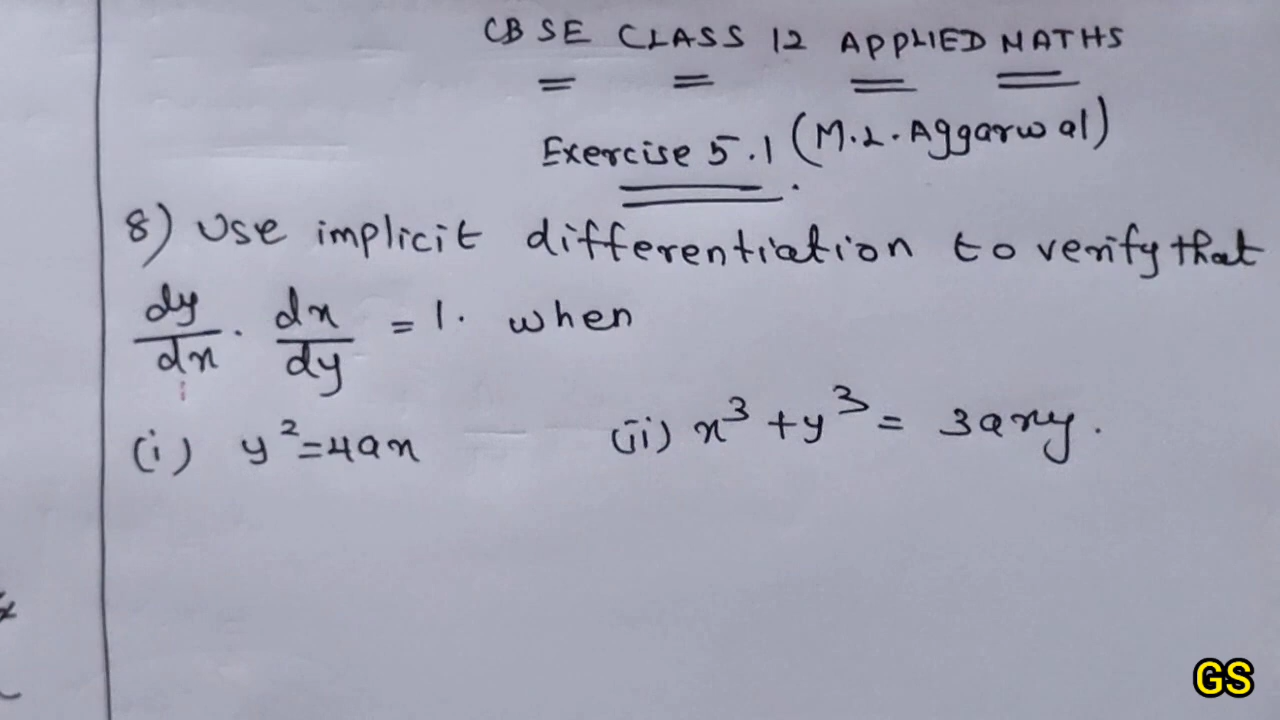 CBSE CLASS 12 APPLIED MATHS
Exercise 5.1 (M.L.Aggarwal)
8) Use implicit differentiation to verify that
dy/dx · dx/dy = 1. when
(i) y²=4ax (ii) x³+y³= 3axy.
GS